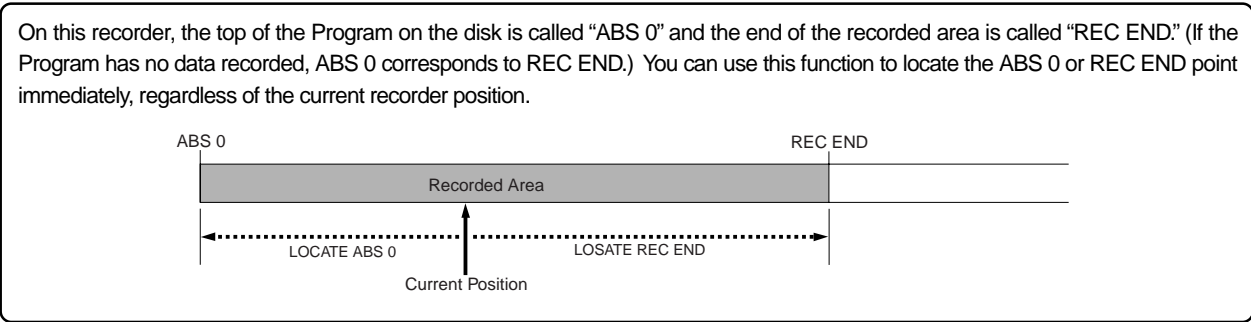 On this recorder, the top of the Program on the disk is called “ABS 0” and the end of the recorded area is called “REC END.” (If the
Program has no data recorded, ABS 0 corresponds to REC END.) You can use this function to locate the ABS 0 or REC END point
immediately, regardless of the current recorder position.
ABS 0
REC END
Recorded Area
LOCATE ABS 0
LOSATE REC END
Current Position